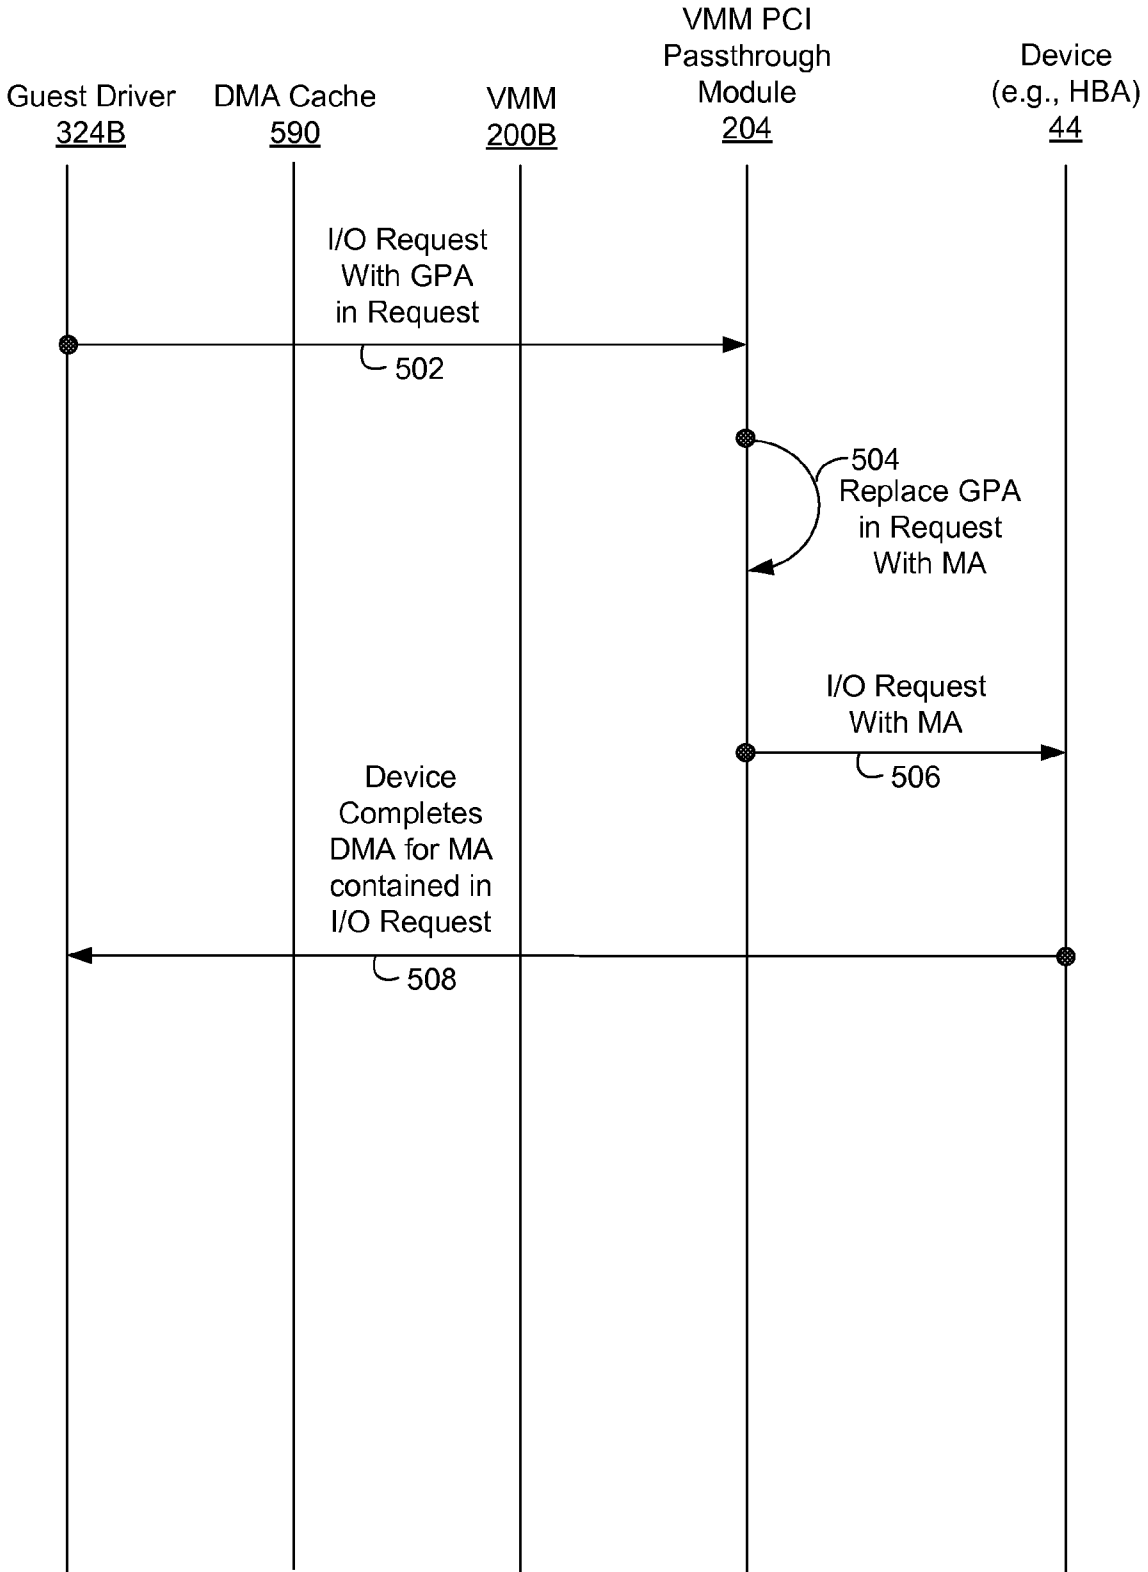 Guest Driver
324B
DMA Cache
590
VMM
200B
VMM PCI
Passthrough
Module
204
Device
(e.g., HBA)
44
I/O Request
With GPA
in Request
502
504
Replace GPA
in Request
With MA
I/O Request
With MA
506
Device
Completes
DMA for MA
contained in
I/O Request
508